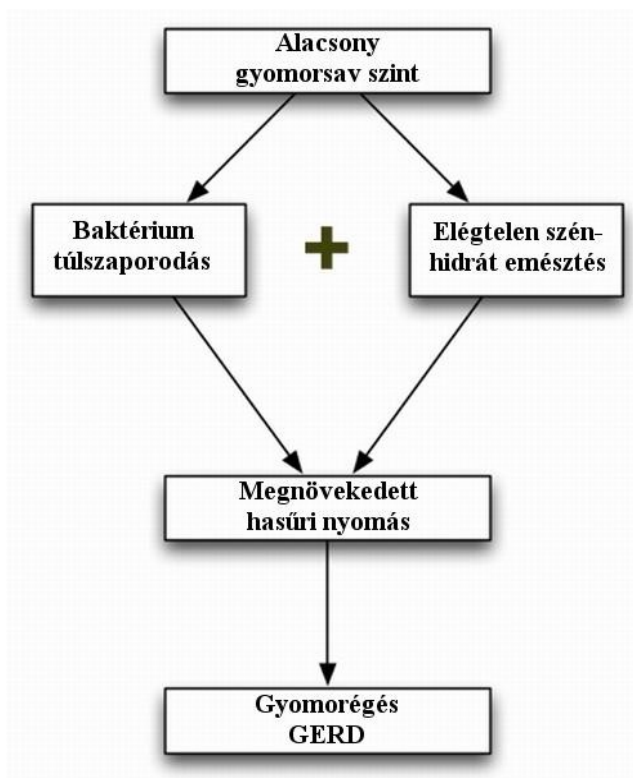 Alacsony
gyomorsav szint
Baktérium
túlszaporodás
+
Elégtelen szén-
hidrát emésztés
Megnövekedett
hasűri nyomás
Gyomorégés
GERD